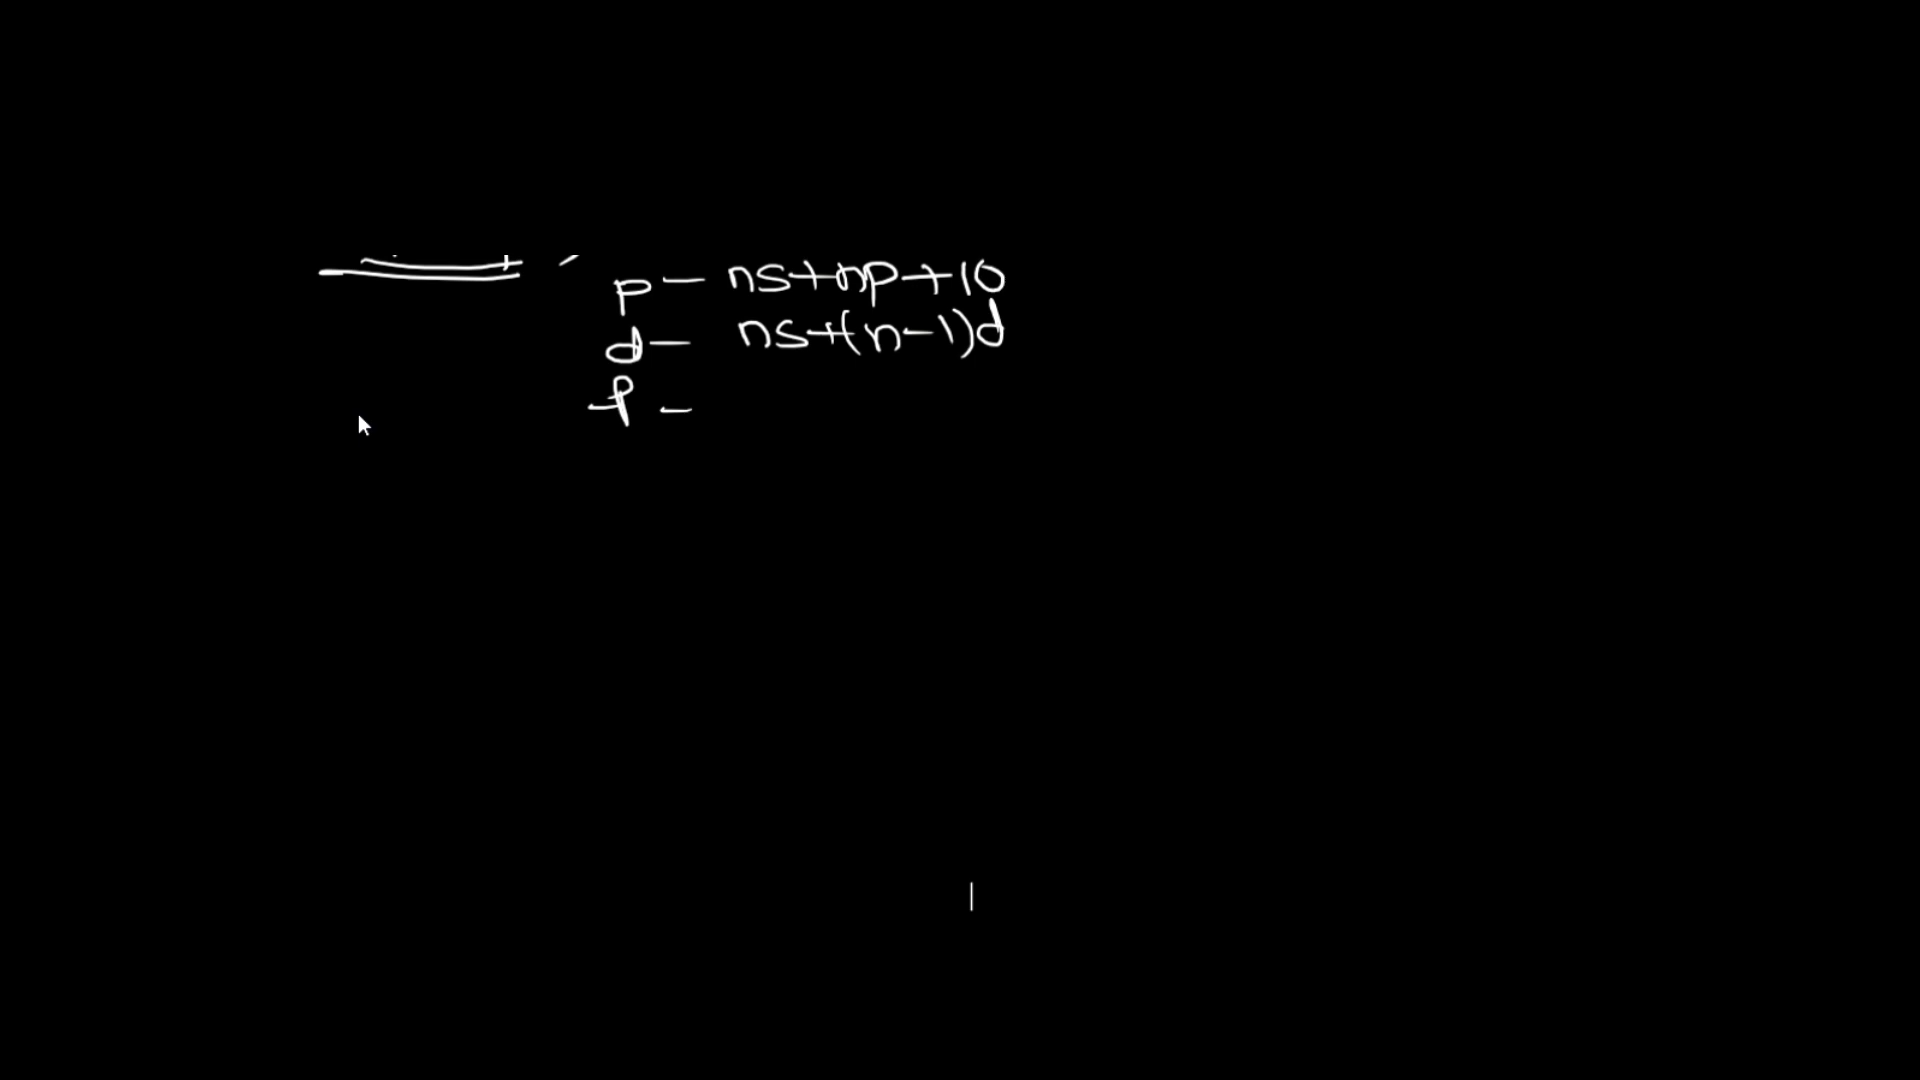 p - ns+np+10
d - ns+(n-1)d
f -